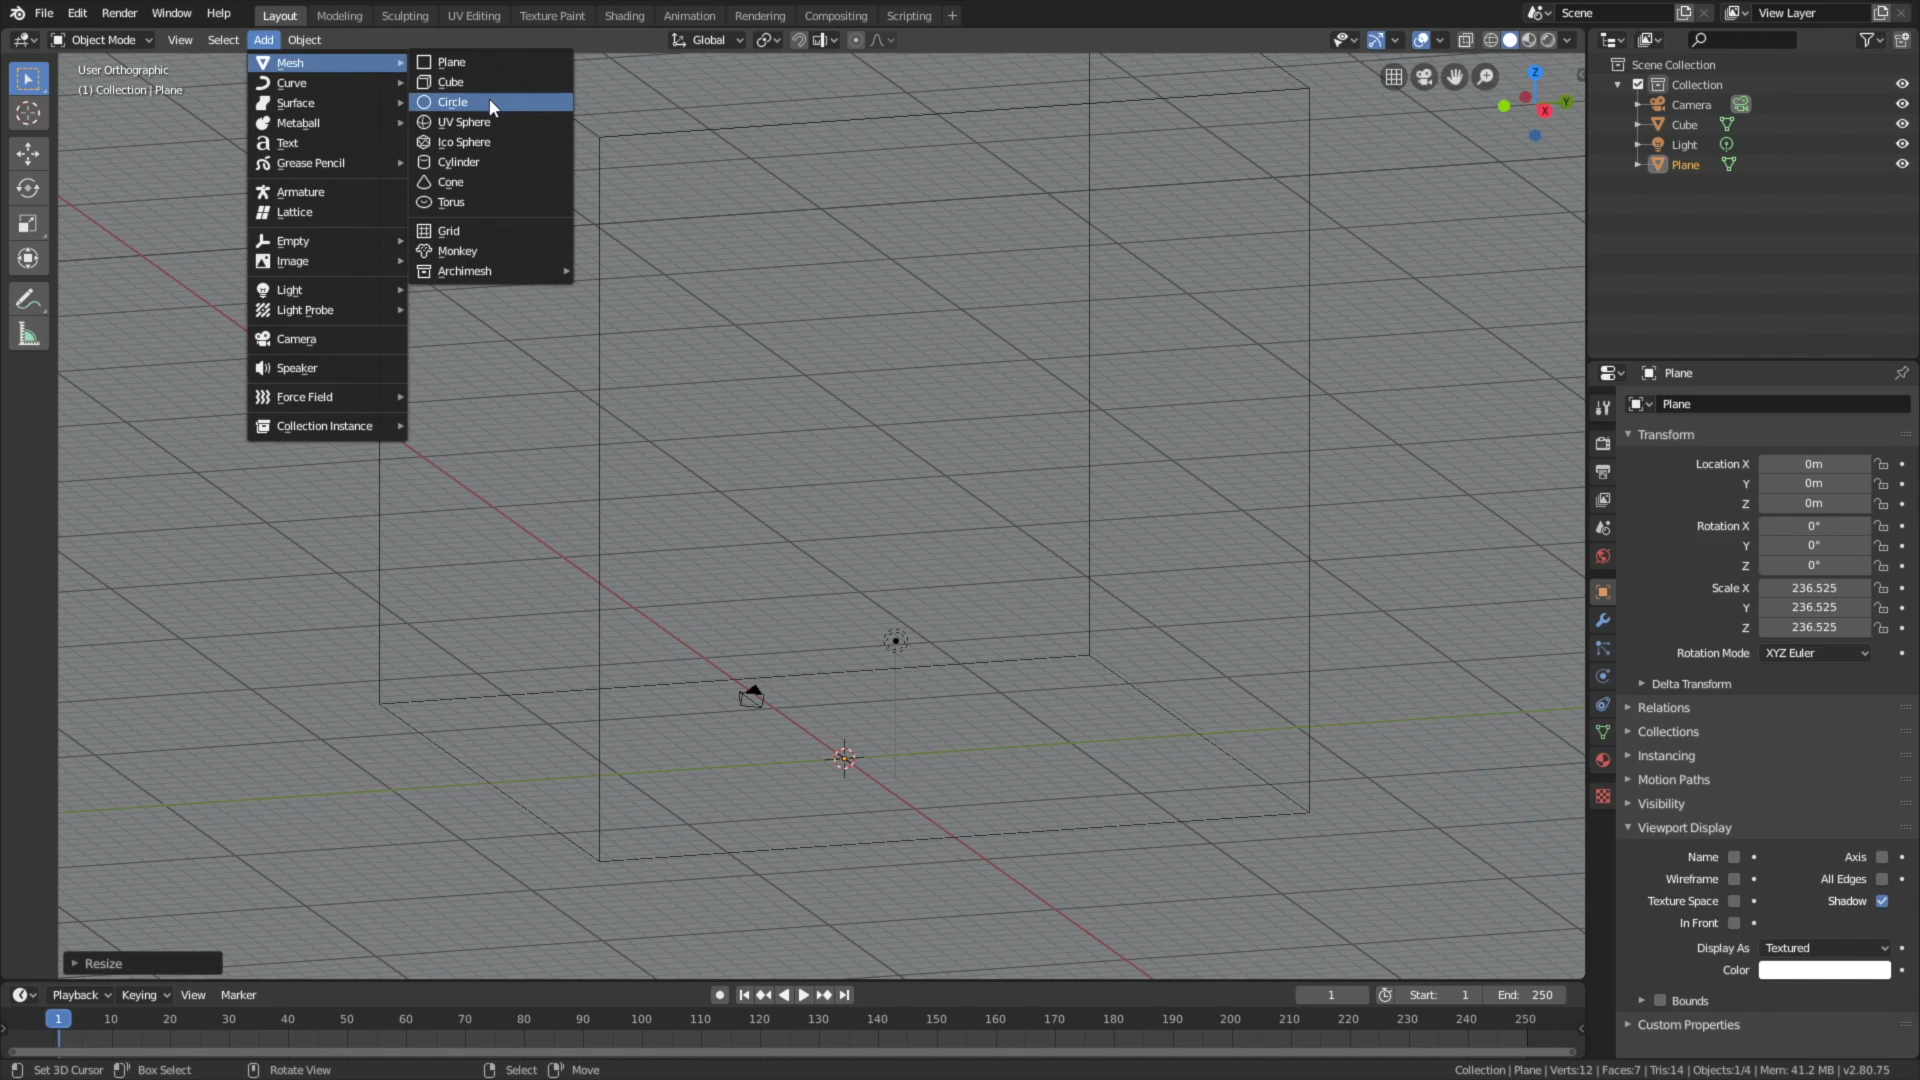 File Edit Render Window Help Layout Modeling Sculpting UV Editing Texture Paint Shading Animation Rendering Compositing Scripting + Scene View Layer
Object Mode View Select Add Object Global
User Orthographic
(1) Collection | Plane
Mesh
Curve
Surface
Metaball
Text
Grease Pencil
Armature
Lattice
Empty
Image
Light
Light Probe
Camera
Speaker
Force Field
Collection Instance
Plane
Cube
Circle
UV Sphere
Ico Sphere
Cylinder
Cone
Torus
Grid
Monkey
Archimesh
Z
Y
X
Scene Collection
Collection
Camera
Cube
Light
Plane
Plane
Plane
Transform
Location X 0m
Y 0m
Z 0m
Rotation X 0°
Y 0°
Z 0°
Scale X 236.525
Y 236.525
Z 236.525
Rotation Mode XYZ Euler
Delta Transform
Relations
Collections
Instancing
Motion Paths
Visibility
Viewport Display
Name Axis
Wireframe All Edges
Texture Space Shadow
In Front
Display As Textured
Color
Bounds
Custom Properties
Resize
Playback Keying View Marker 1 Start: 1 End: 250
1 10 20 30 40 50 60 70 80 90 100 110 120 130 140 150 160 170 180 190 200 210 220 230 240 250
Set 3D Cursor Box Select Rotate View Select Move Collection | Plane | Verts:12 | Faces:7 | Tris:14 | Objects:1/4 | Mem: 41.2 MB | v2.80.75